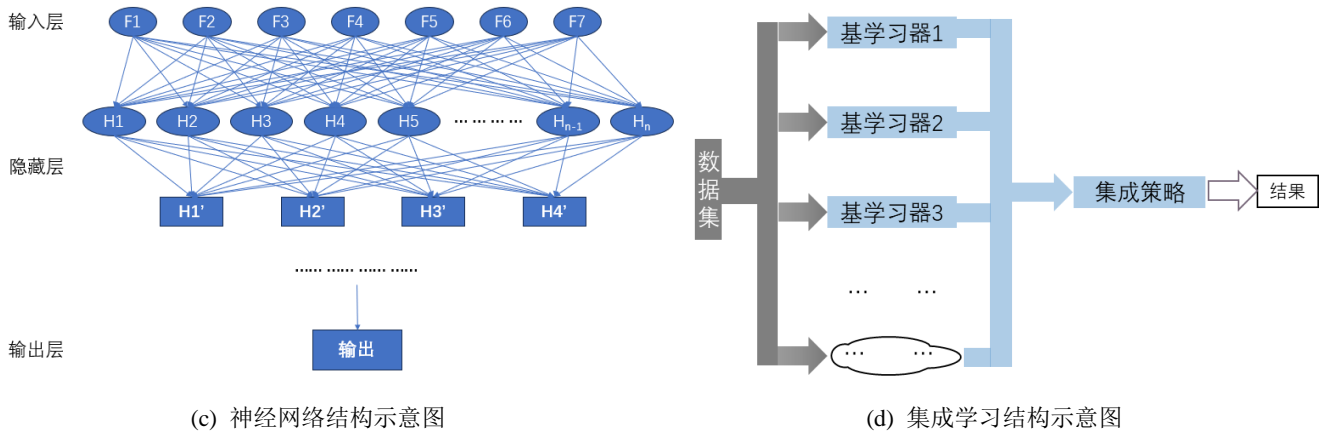 输入层
F1 F2 F3 F4 F5 F6 F7
H1 H2 H3 H4 H5 ………… Hn-1 Hn
隐藏层
H1’ H2’ H3’ H4’
…… …… …… ……
输出层
输出
(c) 神经网络结构示意图
数据集
基学习器1
基学习器2
基学习器3
… …
… …
集成策略
结果
(d) 集成学习结构示意图